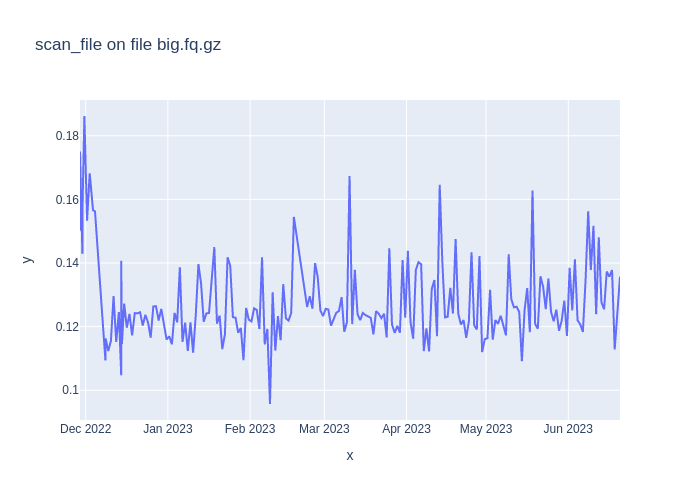 scan_file on file big.fq.gz
0.18
0.16
0.14
0.12
0.1
y
Dec 2022 Jan 2023 Feb 2023 Mar 2023 Apr 2023 May 2023 Jun 2023
x